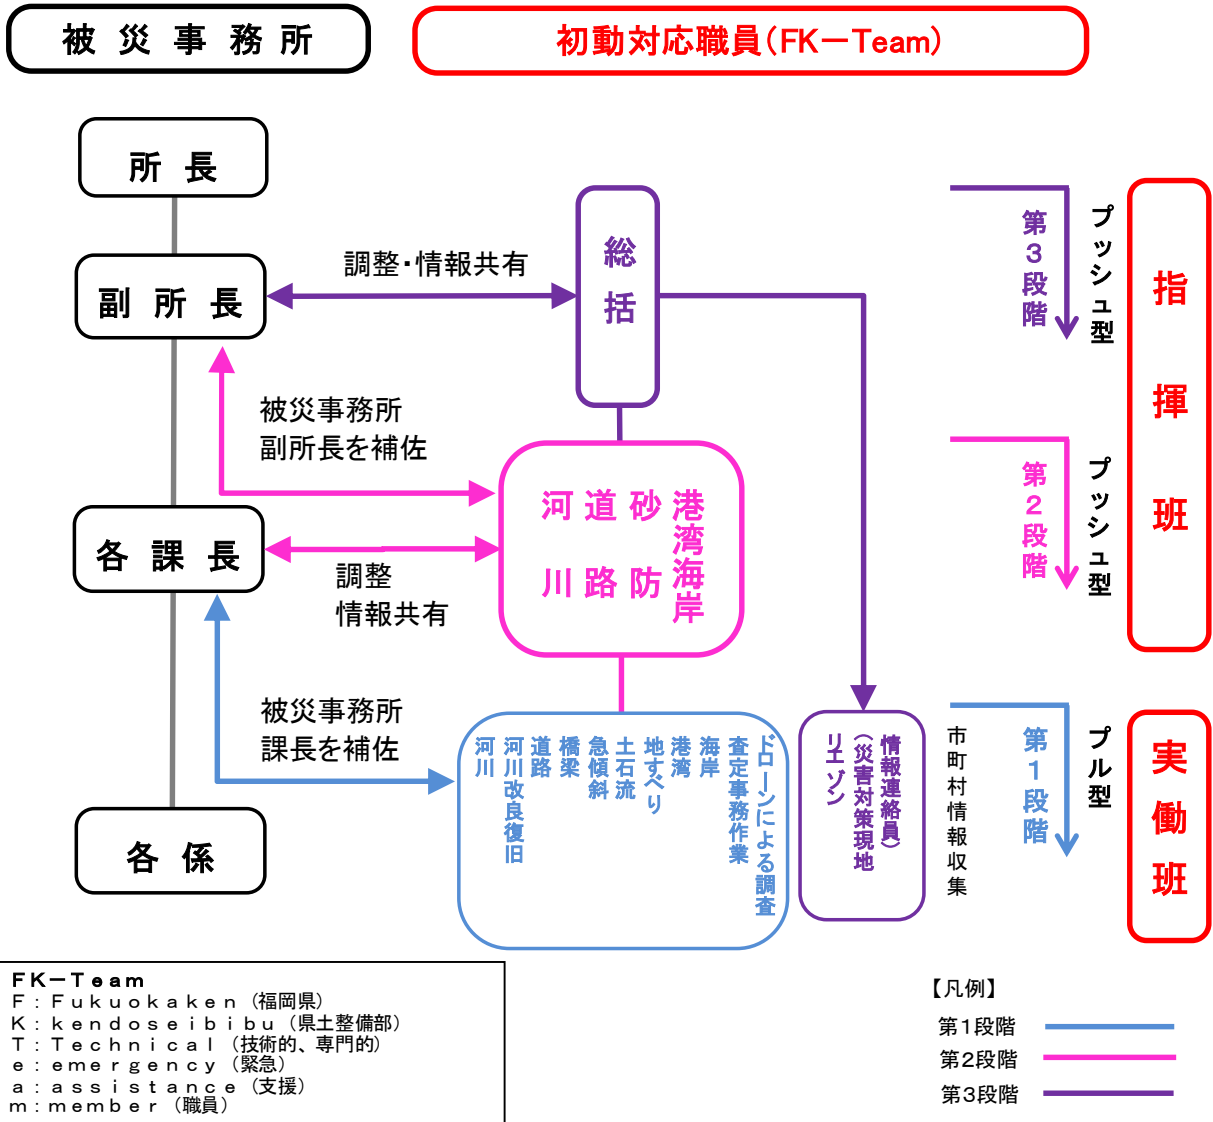 被災事務所
初動対応職員(FK－Team)
所長
副所長
各課長
各係
調整・情報共有
被災事務所
副所長を補佐
調整
情報共有
被災事務所
課長を補佐
総括
河川
道路
砂防
港湾海岸
河川
河川改良復旧
道路
橋梁
急傾斜
土石流
地すべり
港湾
海岸
査定事務作業
ドローンによる調査
リエゾン
（災害対策現地
情報連絡員）
市町村情報収集
第3段階
プッシュ型
第2段階
プッシュ型
第1段階
プル型
指揮班
実働班
FK－Team
F：Fukuokaken（福岡県）
K：kendoseibibu（県土整備部）
T：Technical（技術的、専門的）
e：emergency（緊急）
a：assistance（支援）
m：member（職員）
【凡例】
第1段階
第2段階
第3段階